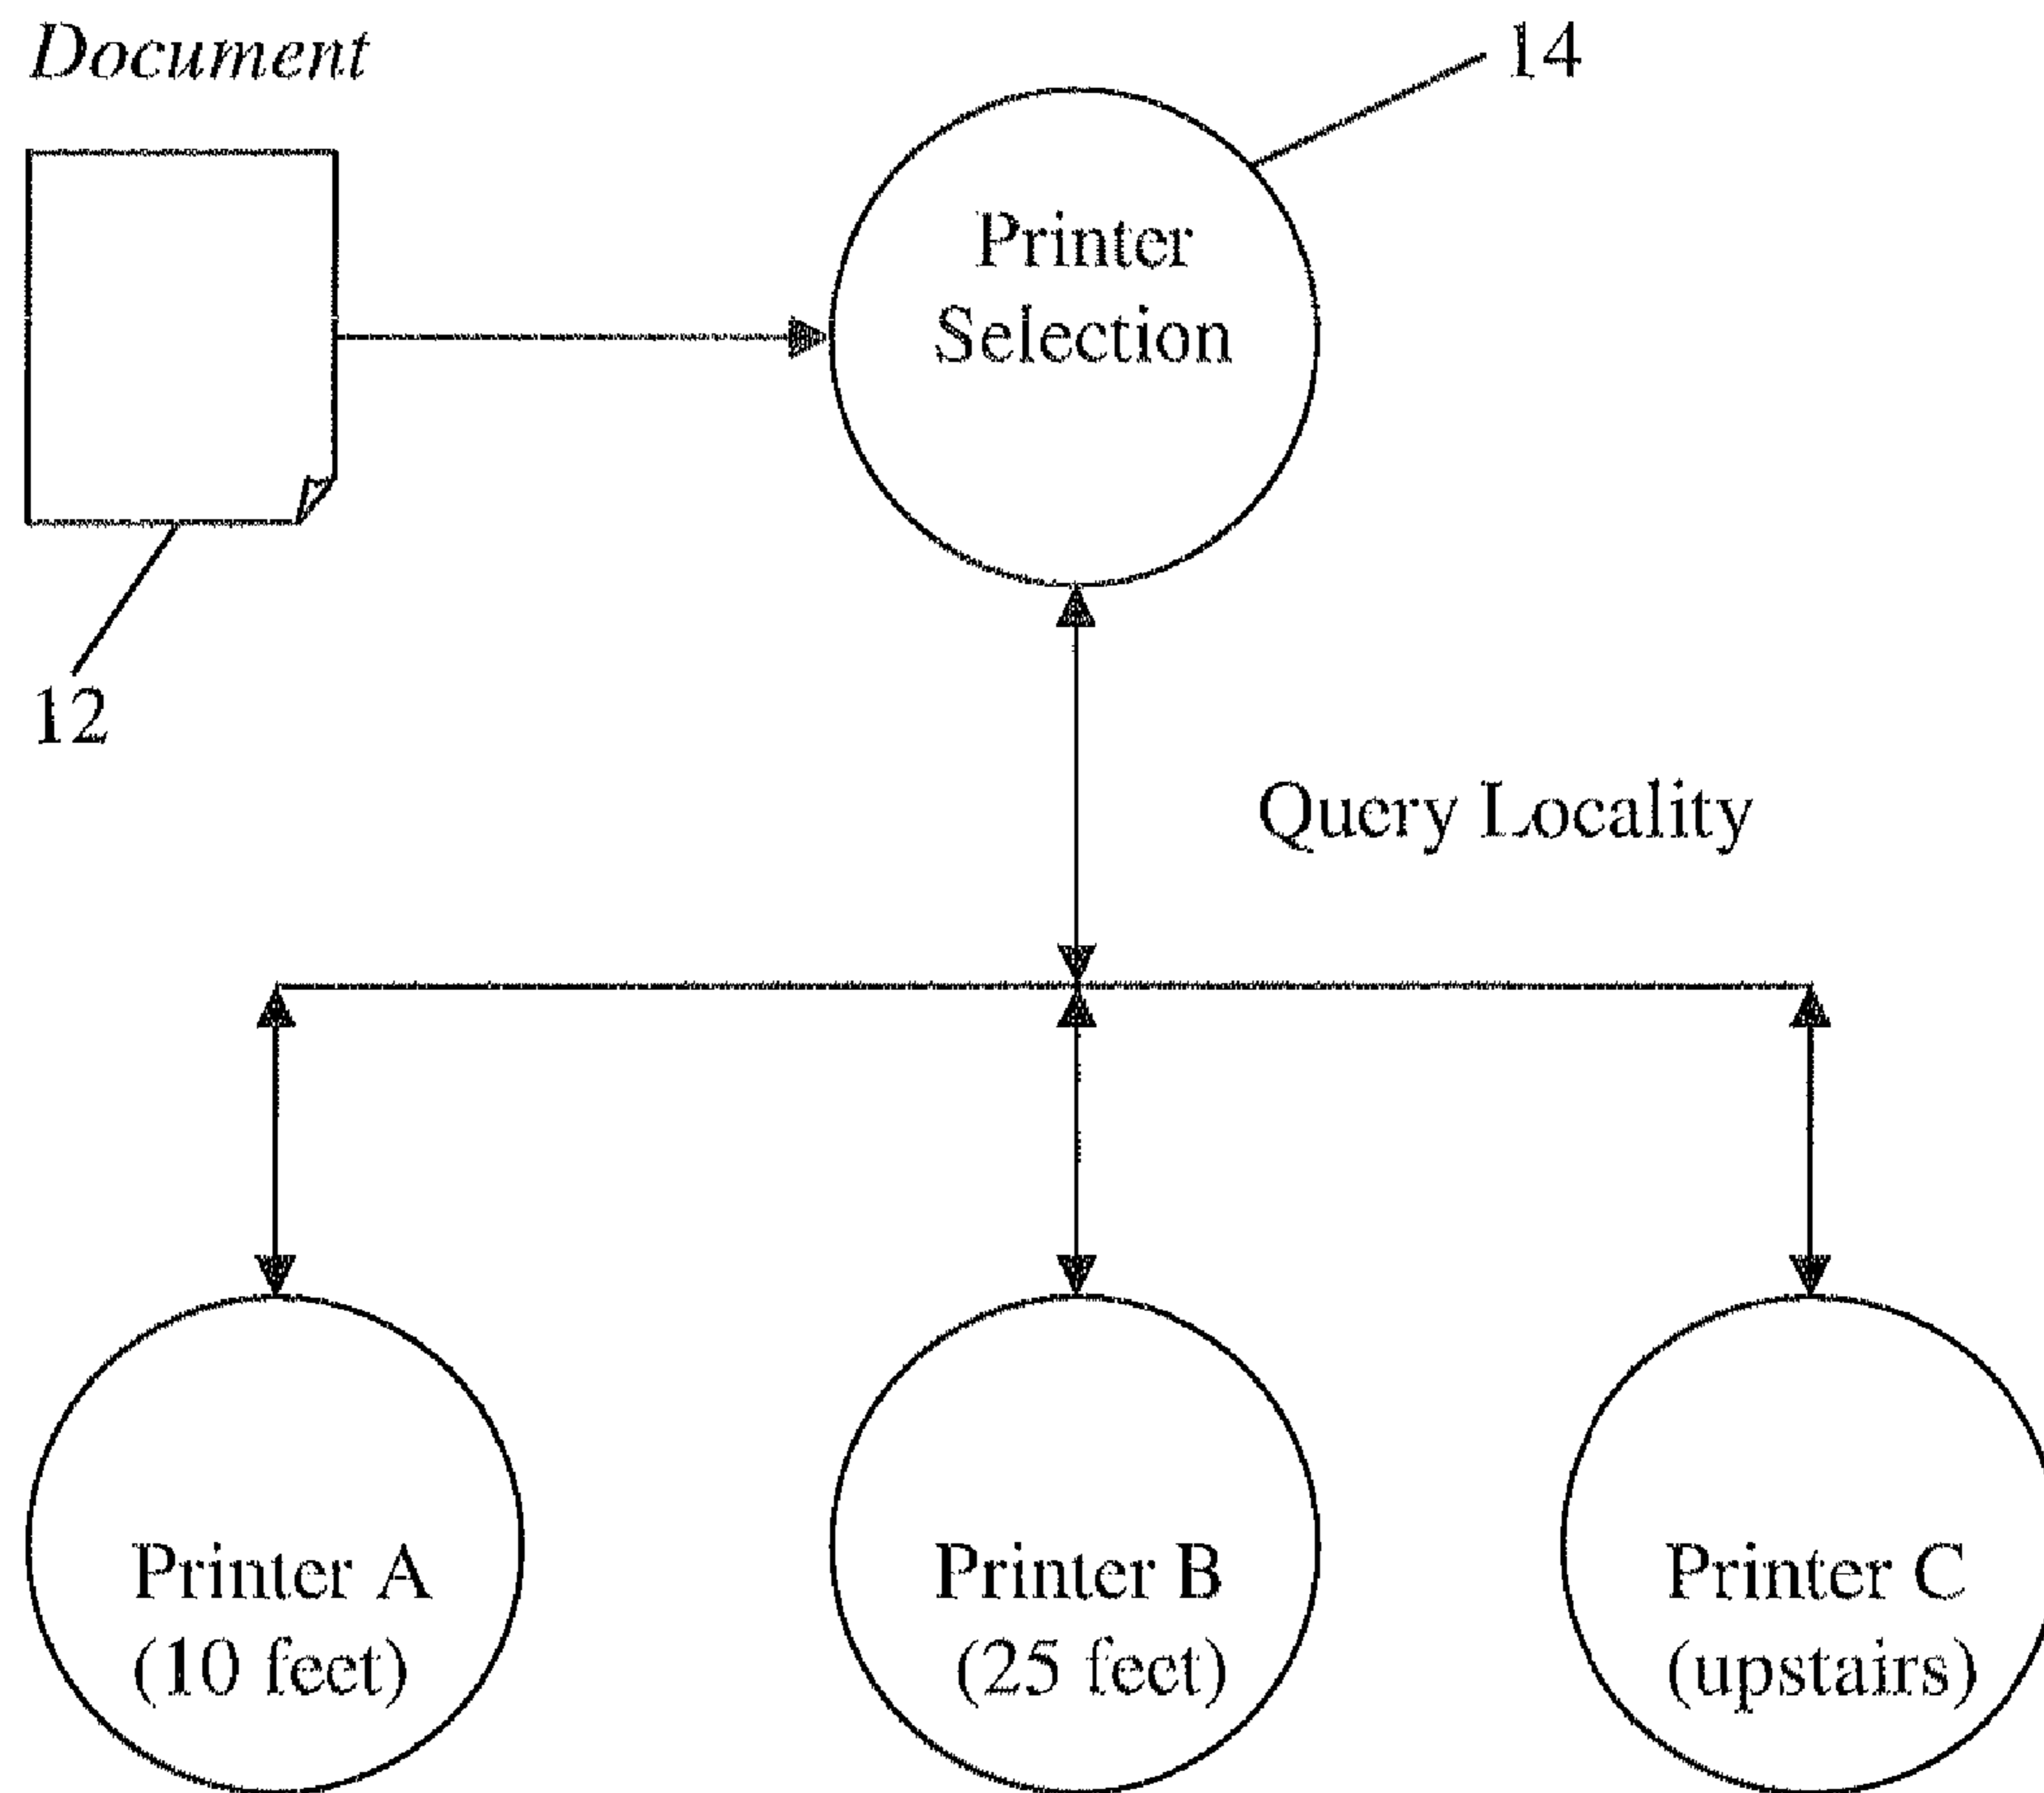 Document
14
Printer
Selection
12
Query Locality
Printer A
(10 feet)
Printer B
(25 feet)
Printer C
(upstairs)